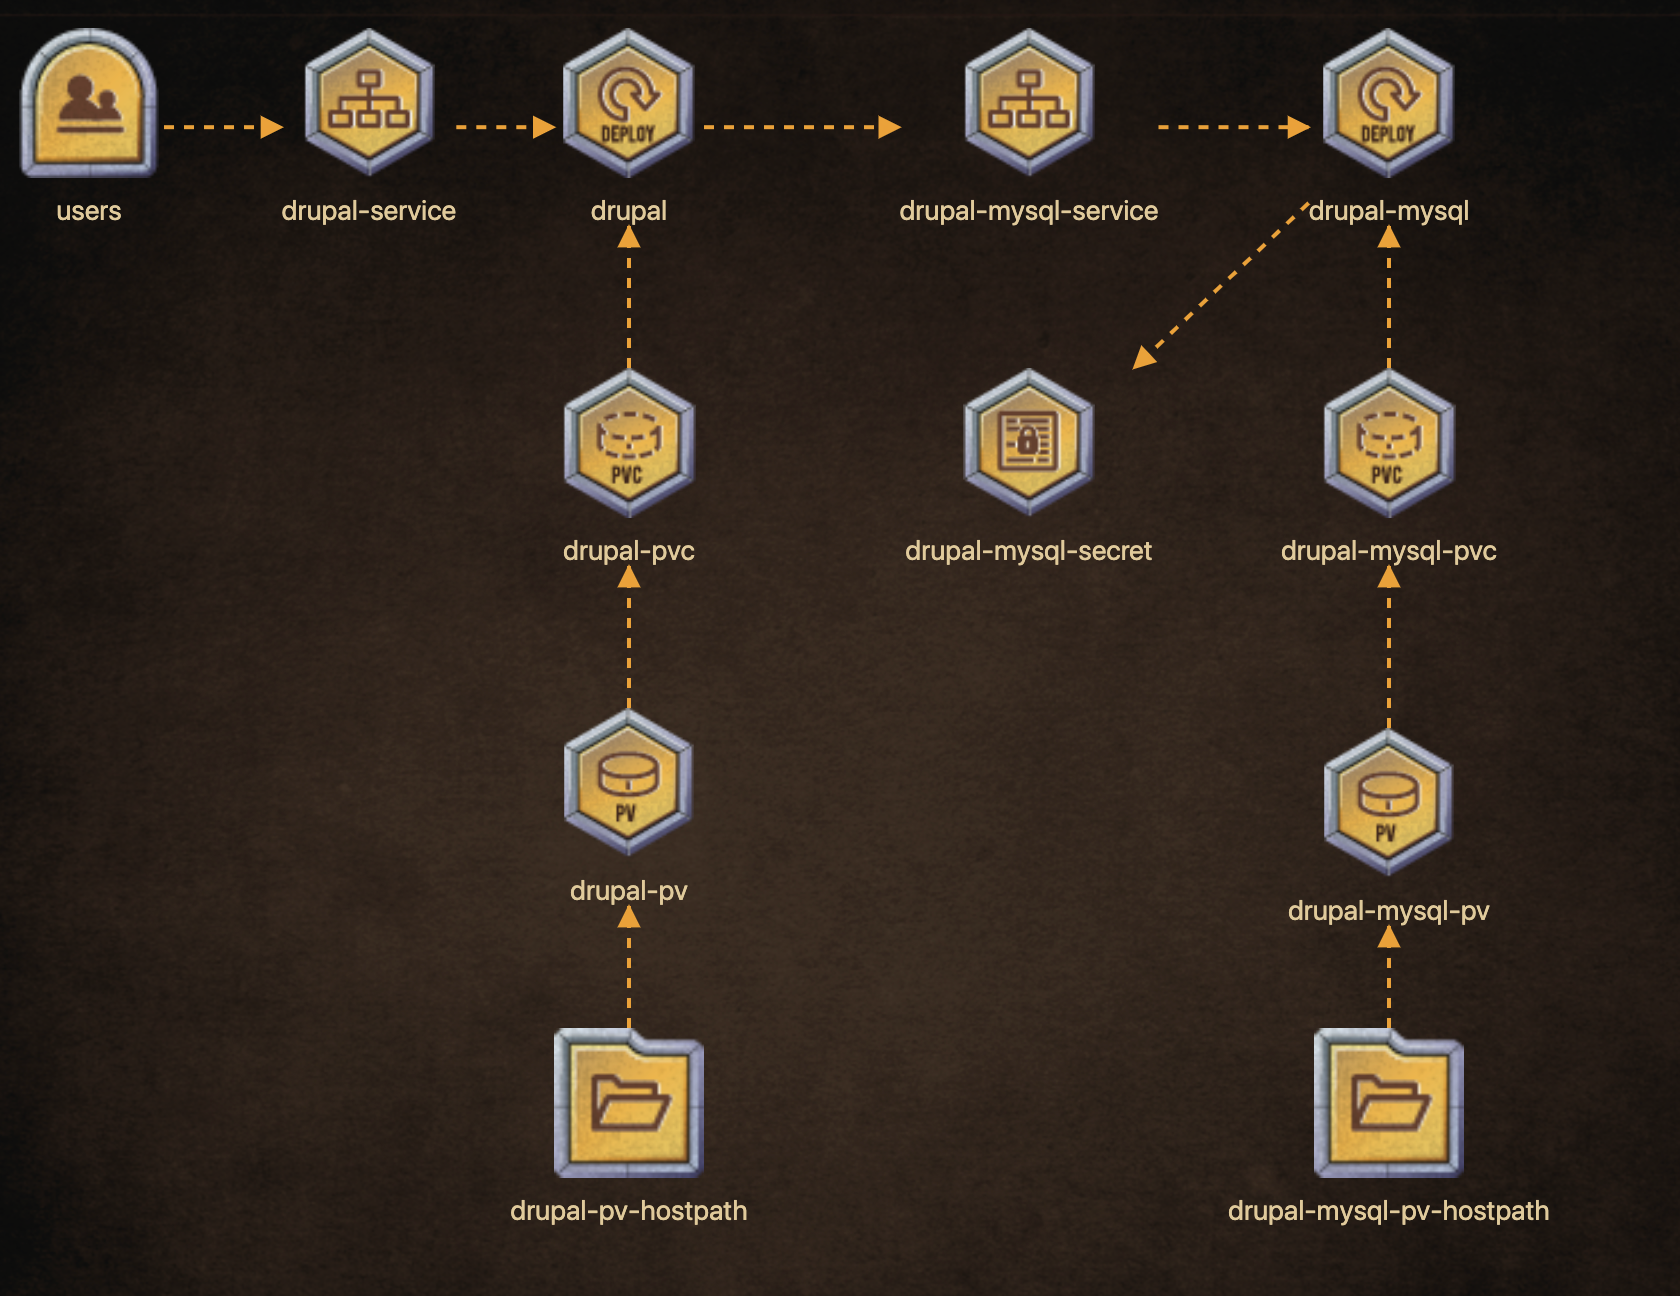 DEPLOY
DEPLOY
users
drupal-service
drupal
drupal-mysql-service
drupal-mysql
PVC
PVC
drupal-pvc
drupal-mysql-secret
drupal-mysql-pvc
PV
PV
drupal-pv
drupal-mysql-pv
drupal-pv-hostpath
drupal-mysql-pv-hostpath